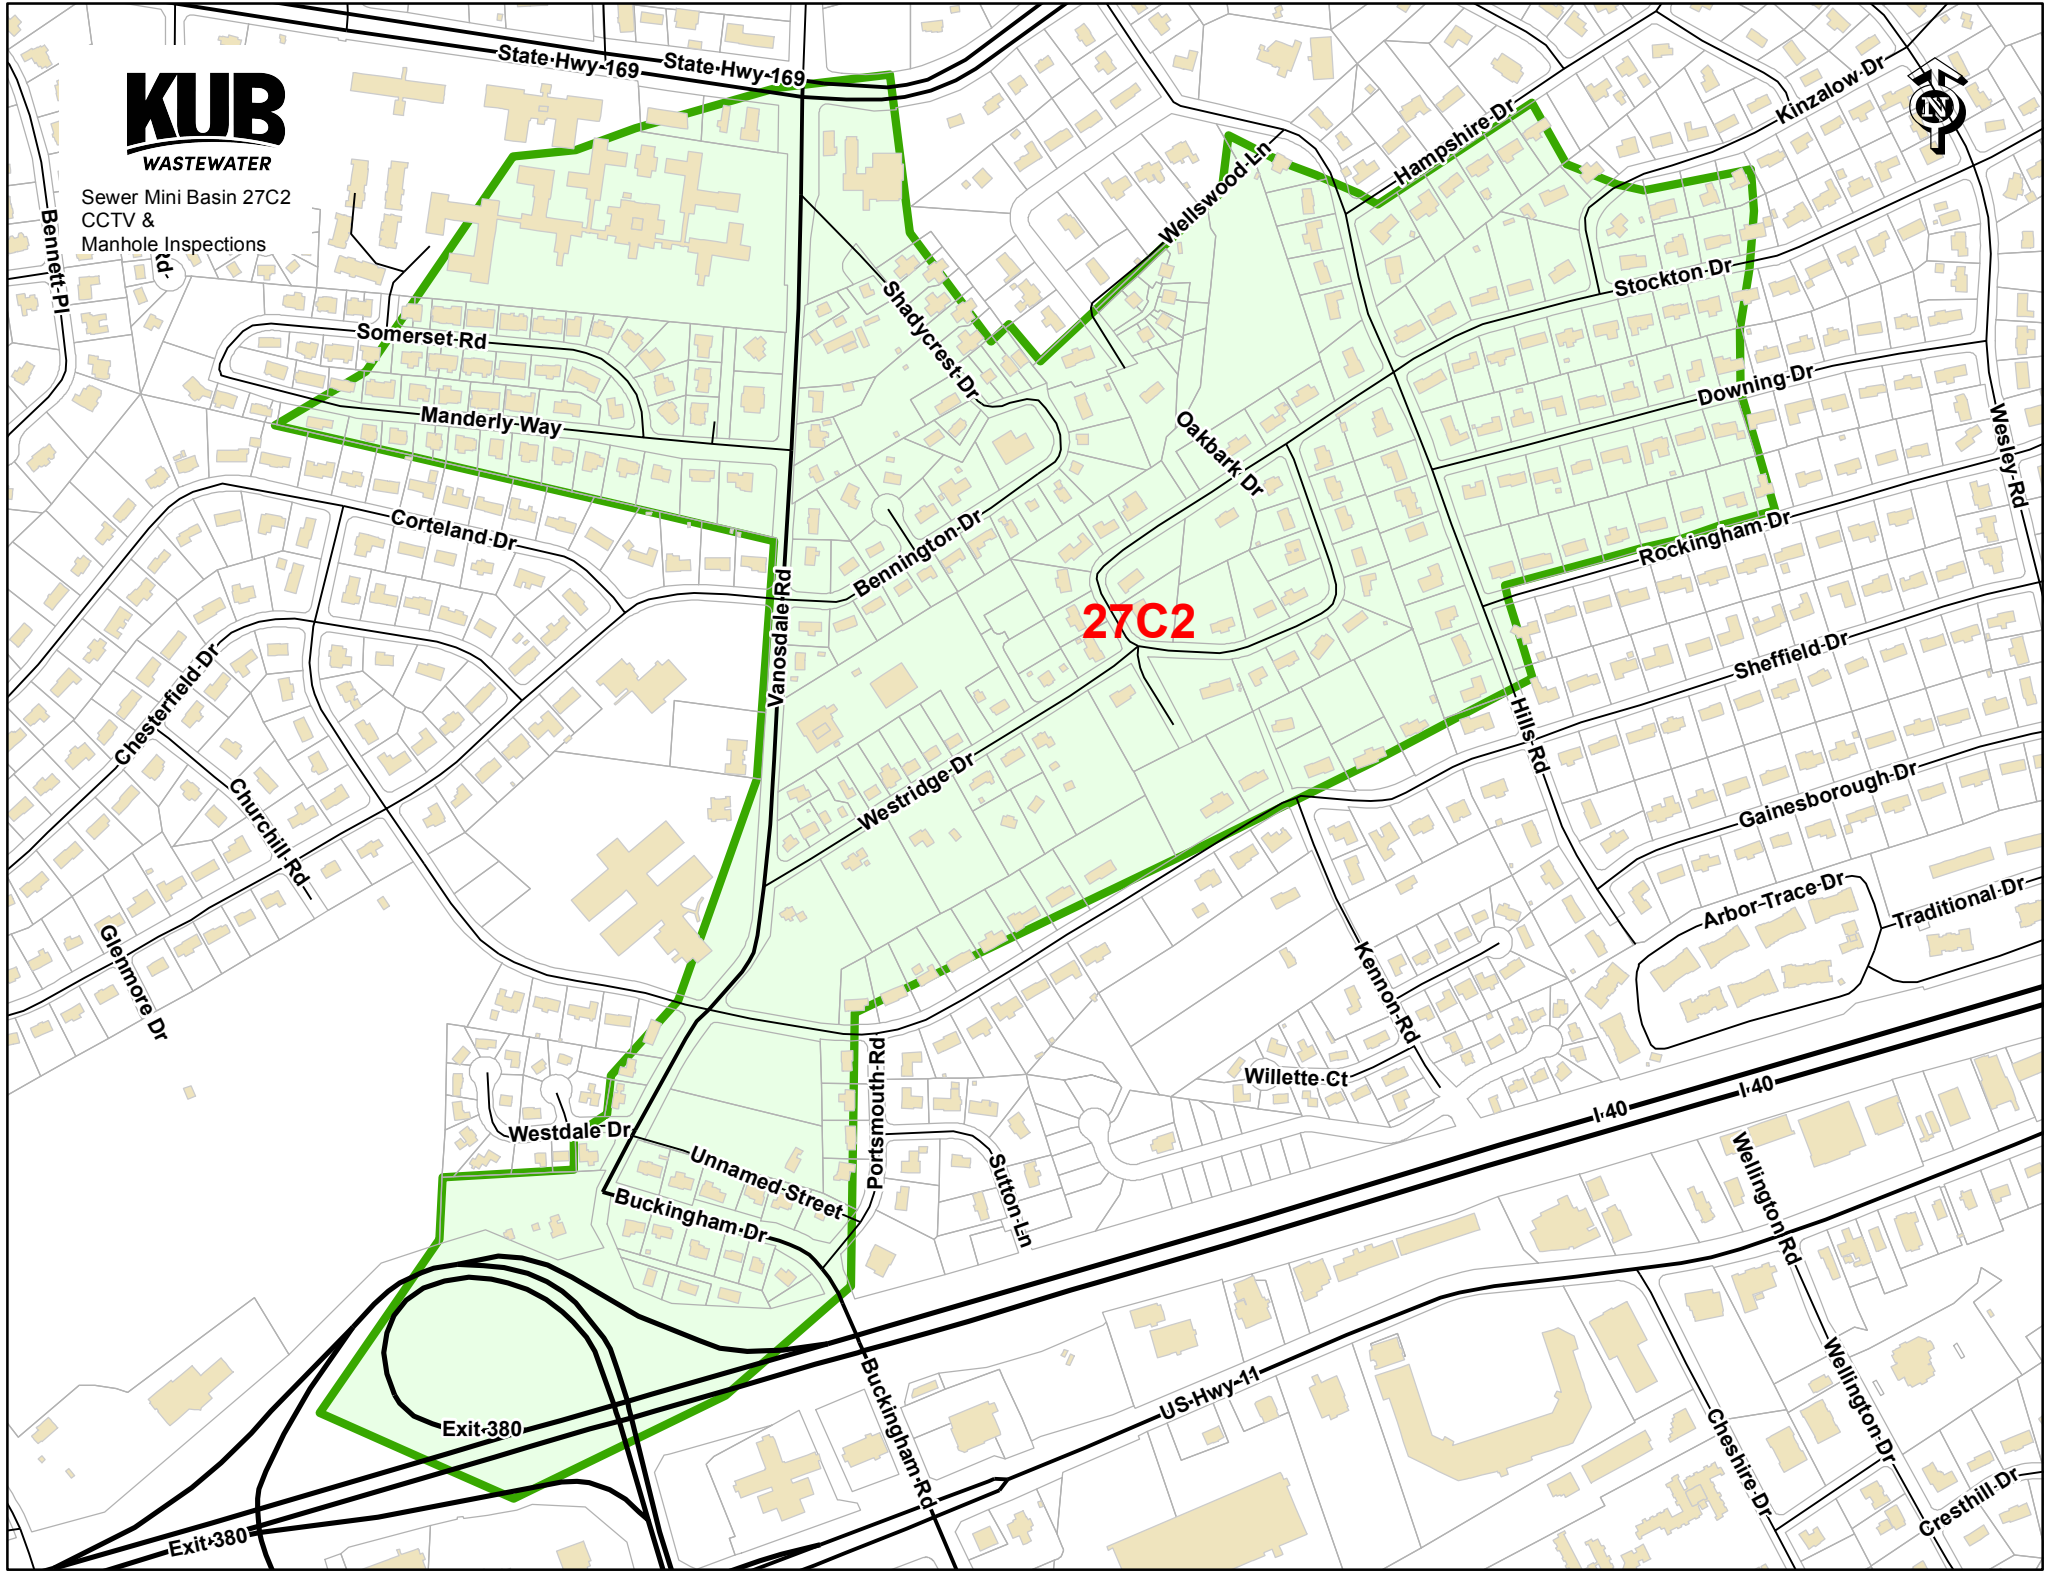 State Hwy 169
State Hwy 169
KUB
WASTEWATER
Sewer Mini Basin 27C2
CCTV &
Manhole Inspections
Rd
Bennett Pl
Kinzalow Dr
N
Hampshire Dr
Wellswood Ln
Stockton Dr
Somerset Rd
Shadycrest Dr
Manderly Way
Downing Dr
Oakbark Dr
Wesley Rd
Corteland Dr
Bennington Dr
Rockingham Dr
Vanosdale Rd
27C2
Sheffield Dr
Chesterfield Dr
Hills Rd
Churchill Rd
Westridge Dr
Gainesborough Dr
Arbor Trace Dr
Traditional Dr
Glenmore Dr
Kennon Rd
Portsmouth Rd
Willette Ct
I 40
I 40
Westdale Dr
Unnamed Street
Sutton Ln
Buckingham Dr
Wellington Rd
Buckingham Rd
US Hwy 11
Wellington Dr
Cheshire Dr
Cresthill Dr
Exit 380
Exit 380